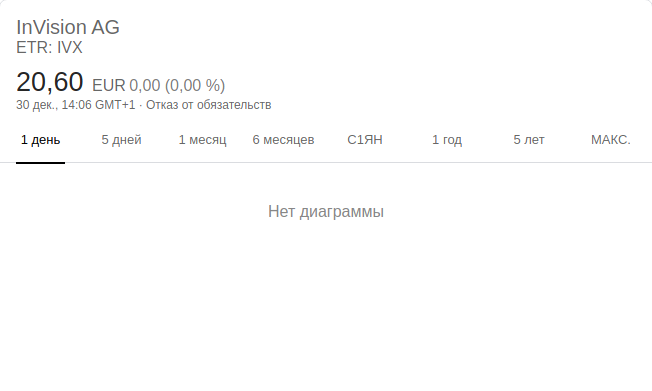 InVision AG
ETR: IVX
20,60 EUR 0,00 (0,00 %)
30 дек., 14:06 GMT+1 · Отказ от обязательств
1 день 5 дней 1 месяц 6 месяцев С1ЯН 1 год 5 лет МАКС.
Нет диаграммы